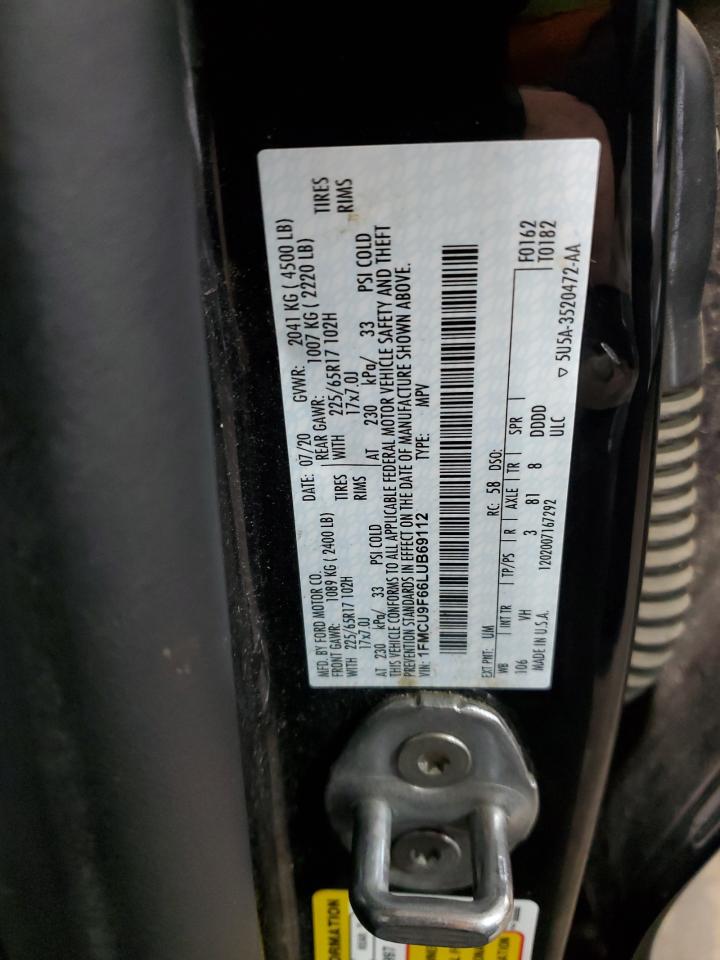 MFD. BY FORD MOTOR CO.
DATE: 07/20 GVWR: 2041 KG ( 4500 LB)
FRONT GAWR: 1089 KG ( 2400 LB) REAR GAWR: 1007 KG ( 2220 LB)
WITH 225/65R17 102H TIRES WITH 225/65R17 102H TIRES
17x7.0J RIMS 17x7.0J RIMS
AT 230 kPa/ 33 PSI COLD AT 230 kPa/ 33 PSI COLD
THIS VEHICLE CONFORMS TO ALL APPLICABLE FEDERAL MOTOR VEHICLE SAFETY AND THEFT
PREVENTION STANDARDS IN EFFECT ON THE DATE OF MANUFACTURE SHOWN ABOVE.
VIN: 1FMCU9F66LUB69112 TYPE: MPV
EXT PNT: UM RC: 58 DSO:
WB INT TR TP/PS R AXLE TR SPR F0162
106 VH 3 81 8 DDDD T0182
MADE IN U.S.A. 1202007167292 ULC
▽ 5U5A-3520472-AA
ORMATION
REAR